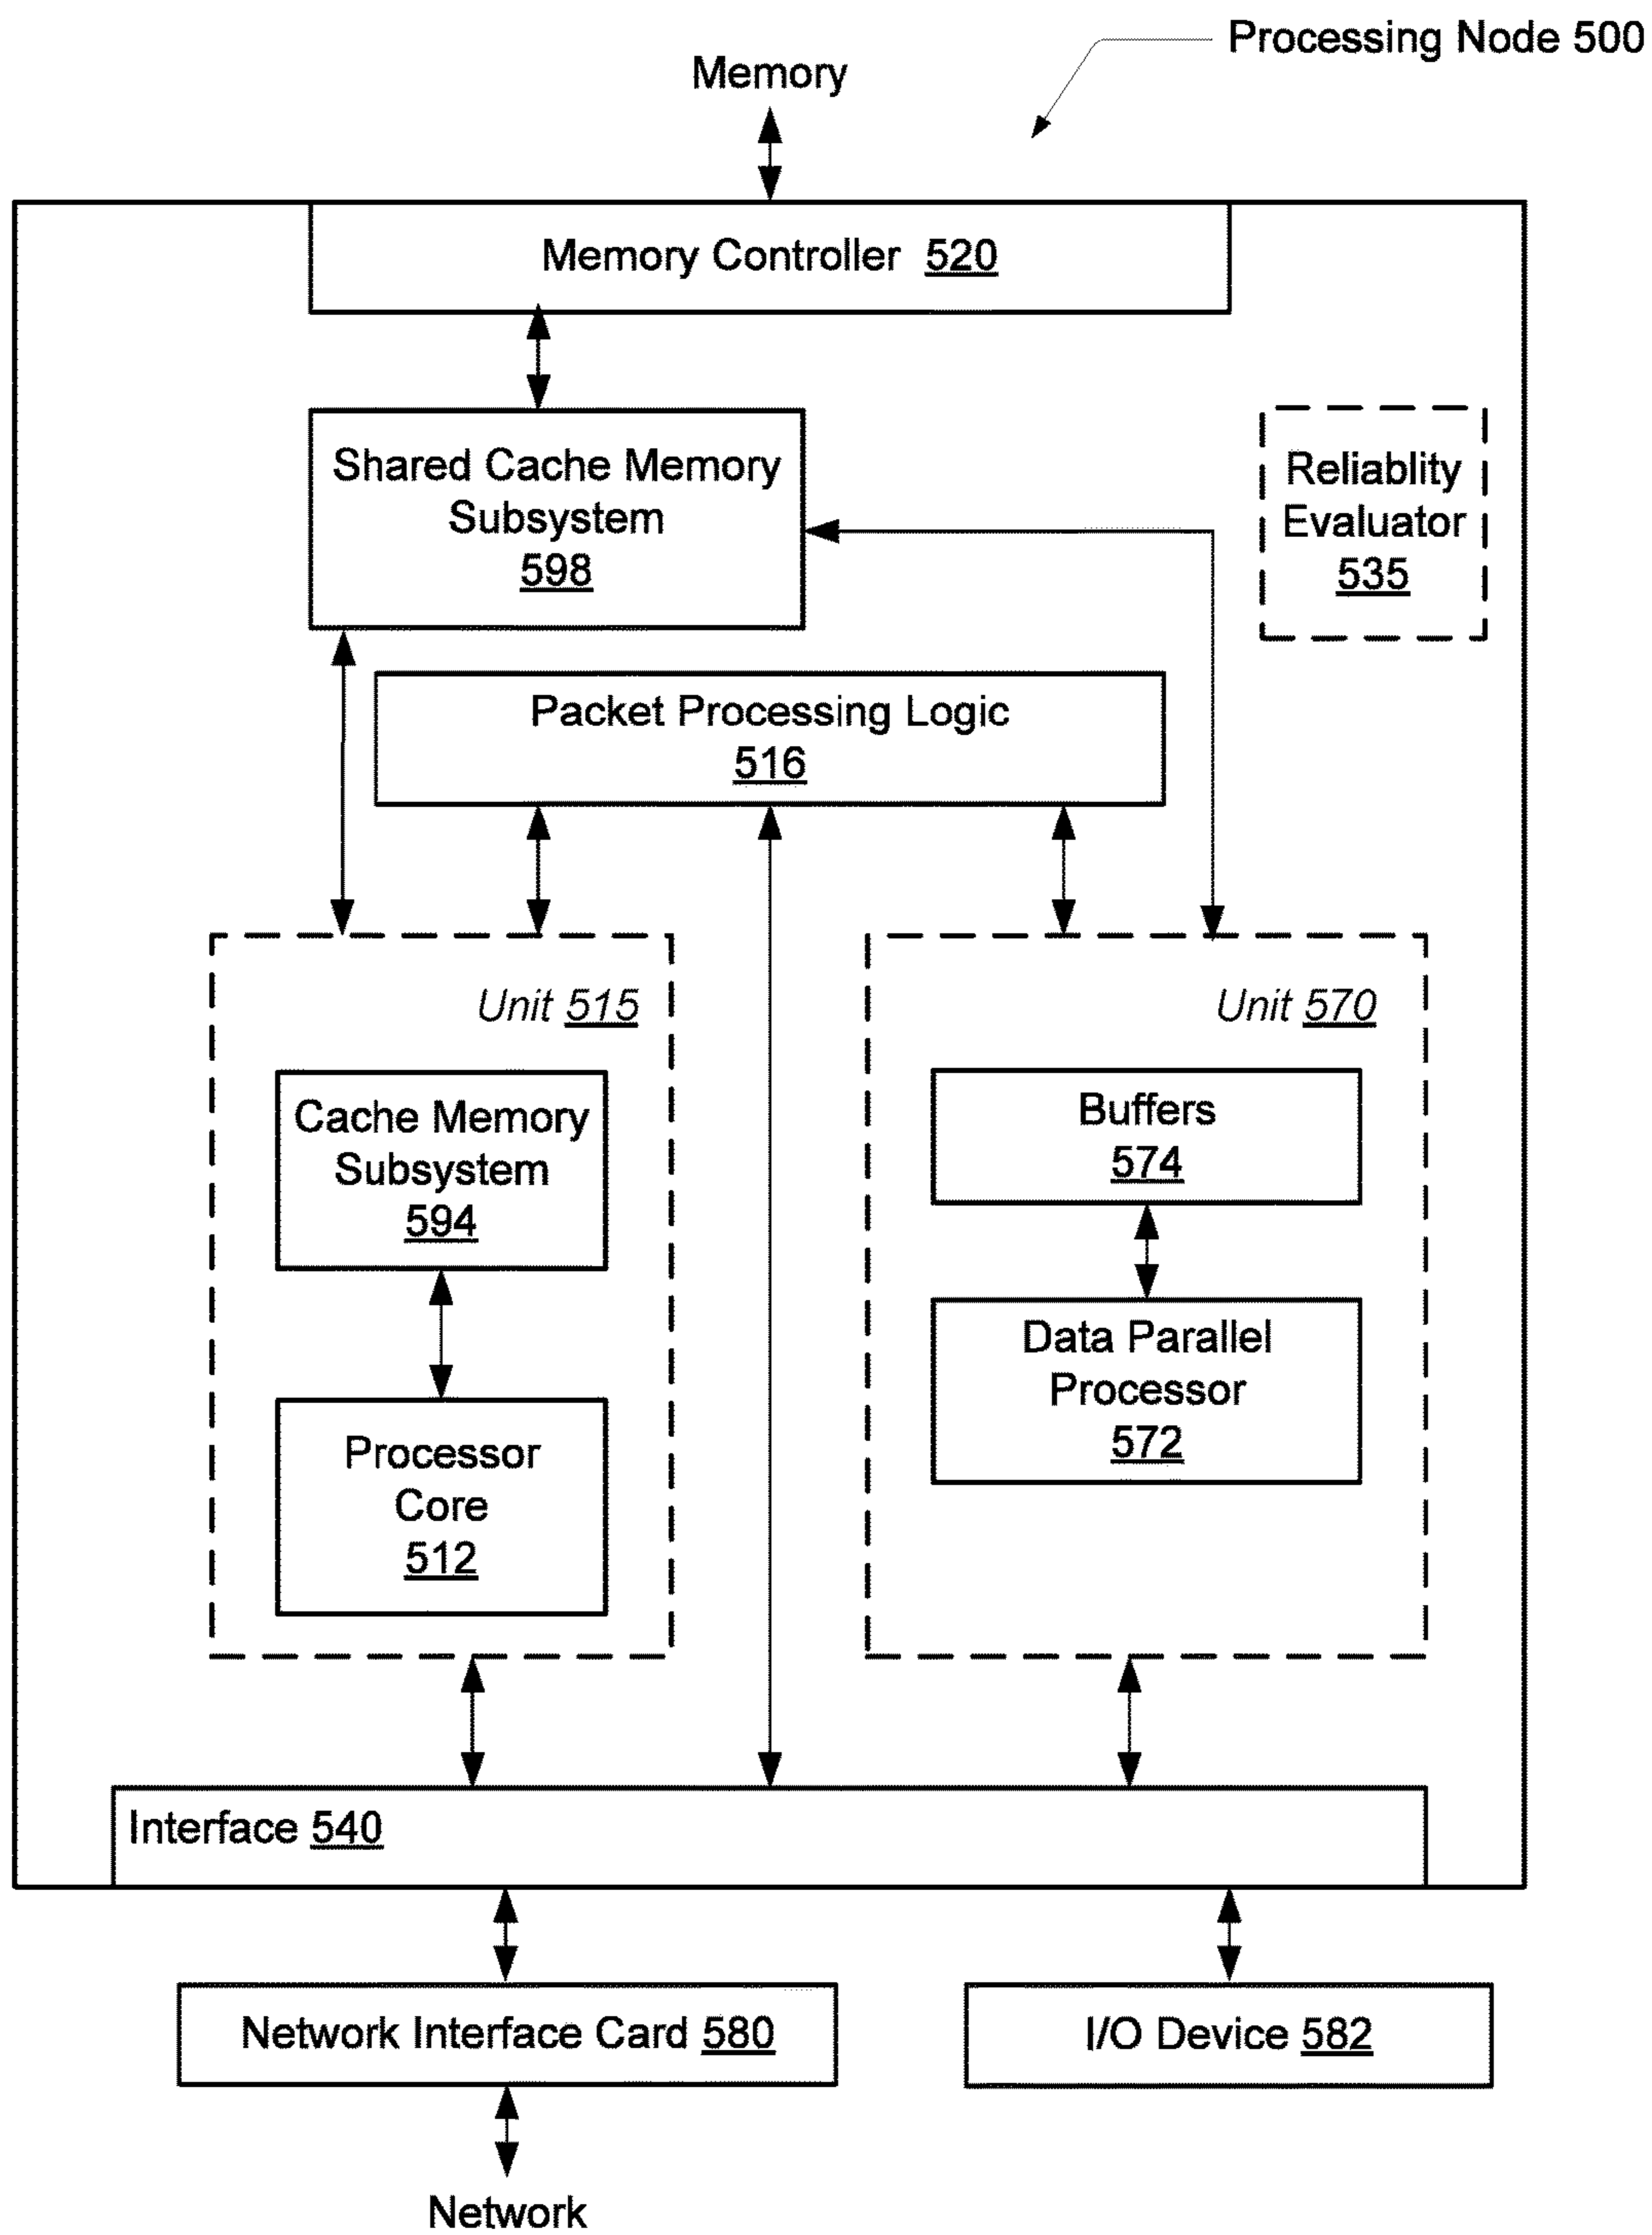 Processing Node 500
Memory
Memory Controller 520
Shared Cache Memory
Subsystem
598
Reliablity
Evaluator
535
Packet Processing Logic
516
Unit 515
Unit 570
Cache Memory
Subsystem
594
Buffers
574
Data Parallel
Processor
572
Processor
Core
512
Interface 540
Network Interface Card 580
I/O Device 582
Network